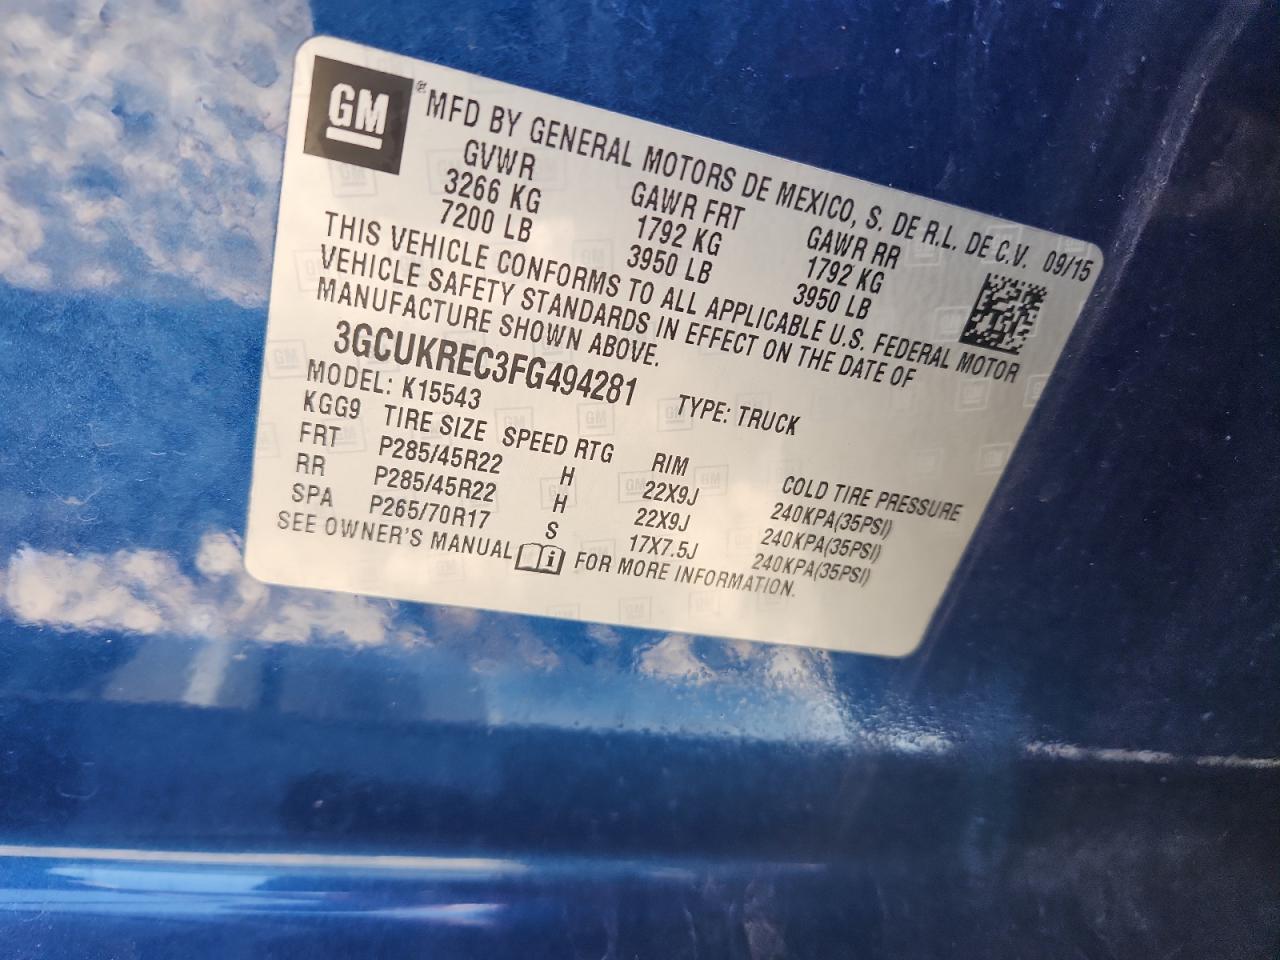 GM ® MFD BY GENERAL MOTORS DE MEXICO, S. DE R.L. DE C.V. 09/15
GVWR GAWR FRT GAWR RR
3266 KG 1792 KG 1792 KG
7200 LB 3950 LB 3950 LB
THIS VEHICLE CONFORMS TO ALL APPLICABLE U.S. FEDERAL MOTOR
VEHICLE SAFETY STANDARDS IN EFFECT ON THE DATE OF
MANUFACTURE SHOWN ABOVE.
3GCUKREC3FG494281 TYPE: TRUCK
MODEL: K15543
KGG9 TIRE SIZE SPEED RTG RIM COLD TIRE PRESSURE
FRT P285/45R22 H 22X9J 240KPA(35PSI)
RR P285/45R22 H 22X9J 240KPA(35PSI)
SPA P265/70R17 S 17X7.5J 240KPA(35PSI)
SEE OWNER'S MANUAL i FOR MORE INFORMATION.